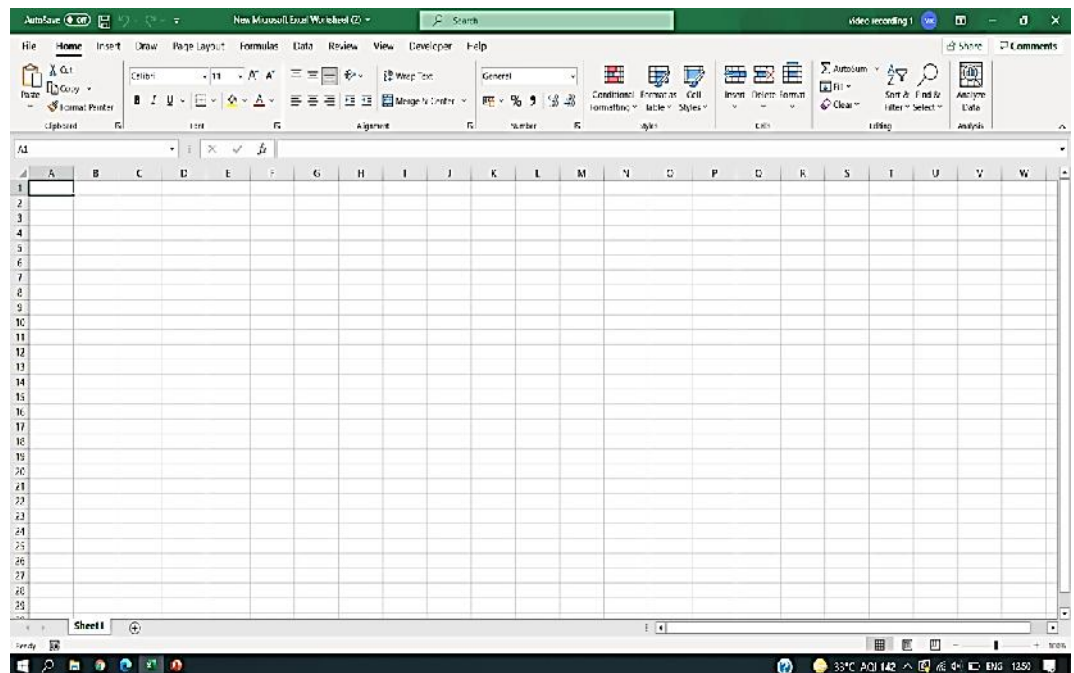 AutoSave Off New Microsoft Excel Worksheet (2) Search video recording 1 VR
File Home Insert Draw Page Layout Formulas Data Review View Developer Help Share Comments
Paste Cut Copy Format Painter
Calibri 11 A A
B I U A
Wrap Text
Merge & Center
General
% 9
Conditional Formatting Format as Table Cell Styles
Insert Delete Format
AutoSum Fill Clear
Sort & Filter Find & Select
Analyze Data
Clipboard Font Alignment Number Styles Cells Editing Analysis
A1 fx
A B C D E F G H I J K L M N O P Q R S T U V W
1
2
3
4
5
6
7
8
9
10
11
12
13
14
15
16
17
18
19
20
21
22
23
24
25
26
27
28
29
Sheet1
Ready 100%
33°C AQI 142 ENG 1350